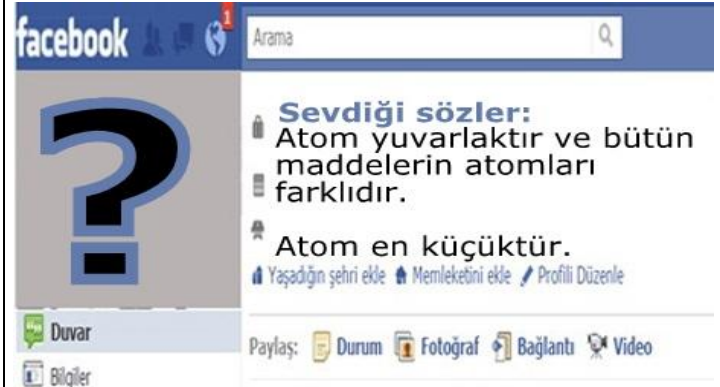 facebook 1 Arama
?
Sevdiği sözler:
Atom yuvarlaktır ve bütün
maddelerin atomları
farklıdır.
Atom en küçüktür.
Yaşadığın şehri ekle Memleketini ekle Profili Düzenle
Duvar
Paylaş: Durum Fotoğraf Bağlantı Video
Bilgiler